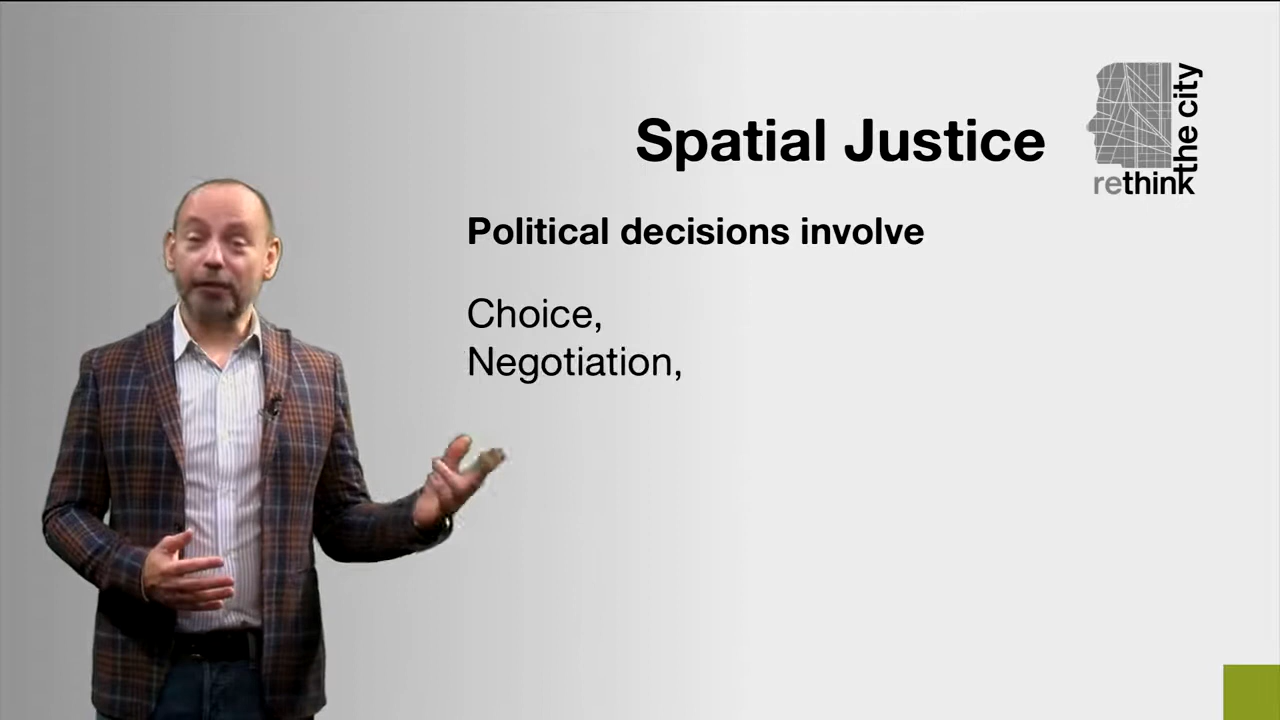 Spatial Justice
rethink
the city
Political decisions involve
Choice,
Negotiation,